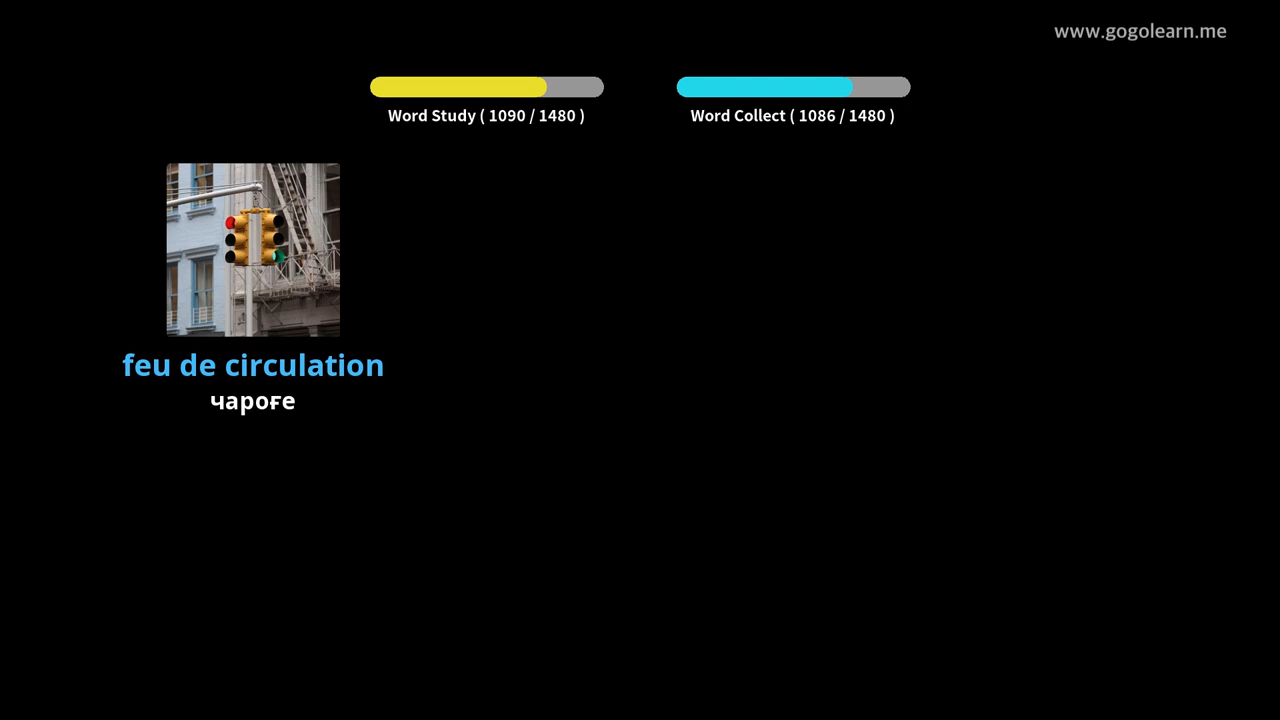 www.gogolearn.me
Word Study ( 1090 / 1480 )
Word Collect ( 1086 / 1480 )
feu de circulation
чароғе